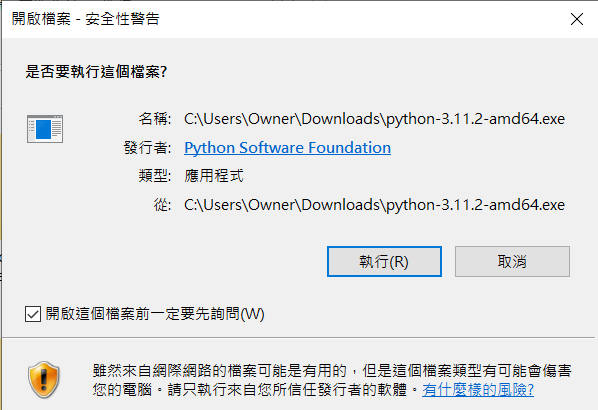 開啟檔案 - 安全性警告
是否要執行這個檔案?
名稱: C:\Users\Owner\Downloads\python-3.11.2-amd64.exe
發行者: Python Software Foundation
類型: 應用程式
從: C:\Users\Owner\Downloads\python-3.11.2-amd64.exe
執行(R) 取消
開啟這個檔案前一定要先詢問(W)
雖然來自網際網路的檔案可能是有用的，但是這個檔案類型有可能會傷害
您的電腦。請只執行來自您所信任發行者的軟體。有什麼樣的風險?